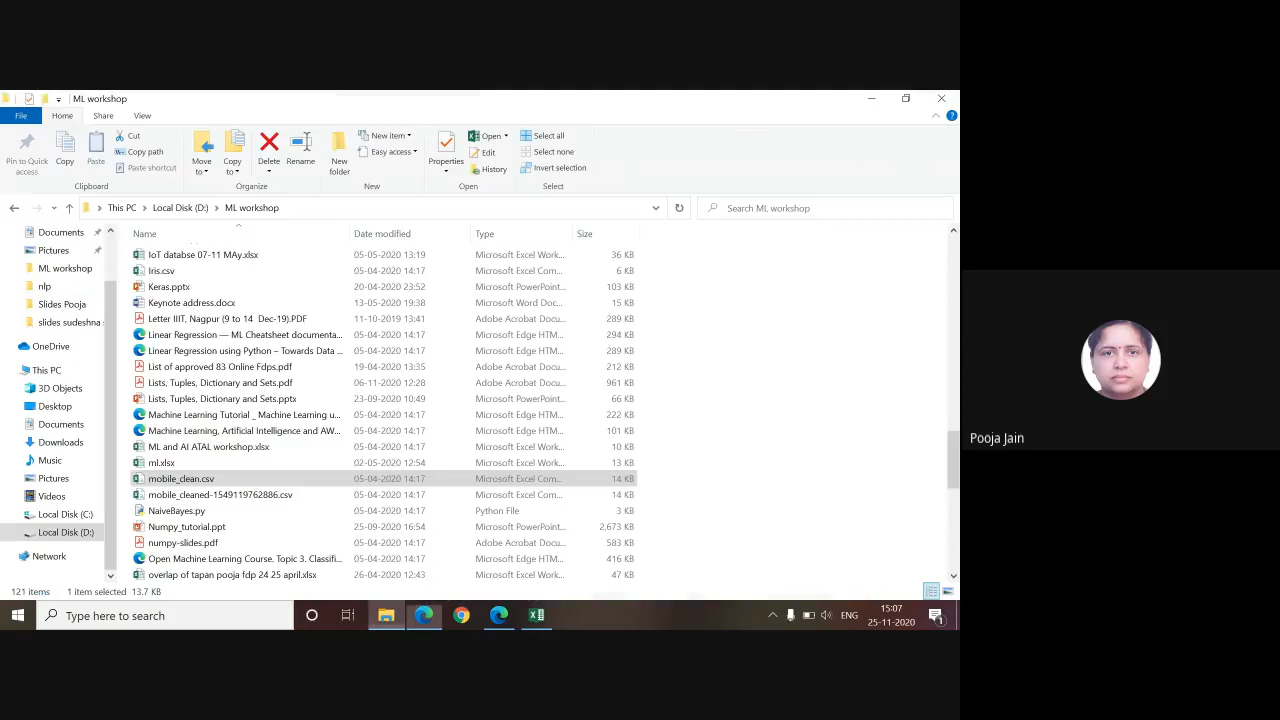 ML workshop
File Home Share View
Pin to Quick access
Copy
Paste
Cut
Copy path
Paste shortcut
Move to
Copy to
Delete
Rename
New folder
New item
Easy access
Properties
Open
Edit
History
Select all
Select none
Invert selection
Clipboard Organize New Open Select
This PC Local Disk (D:) ML workshop
Search ML workshop
Documents
Pictures
ML workshop
nlp
Slides Pooja
slides sudeshna
OneDrive
This PC
3D Objects
Desktop
Documents
Downloads
Music
Pictures
Videos
Local Disk (C:)
Local Disk (D:)
Network
Name Date modified Type Size
IoT databse 07-11 MAy.xlsx 05-05-2020 13:19 Microsoft Excel Work... 36 KB
Iris.csv 05-04-2020 14:17 Microsoft Excel Com... 6 KB
Keras.pptx 20-04-2020 23:52 Microsoft PowerPoint... 103 KB
Keynote address.docx 13-05-2020 19:38 Microsoft Word Doc... 15 KB
Letter IIIT, Nagpur (9 to 14 Dec-19).PDF 11-10-2019 13:41 Adobe Acrobat Docu... 289 KB
Linear Regression — ML Cheatsheet documenta... 05-04-2020 14:17 Microsoft Edge HTM... 294 KB
Linear Regression using Python – Towards Data ... 05-04-2020 14:17 Microsoft Edge HTM... 289 KB
List of approved 83 Online Fdps.pdf 19-04-2020 13:35 Adobe Acrobat Docu... 212 KB
Lists, Tuples, Dictionary and Sets.pdf 06-11-2020 12:28 Adobe Acrobat Docu... 961 KB
Lists, Tuples, Dictionary and Sets.pptx 23-09-2020 10:49 Microsoft PowerPoint... 66 KB
Machine Learning Tutorial _ Machine Learning u... 05-04-2020 14:17 Microsoft Edge HTM... 222 KB
Machine Learning, Artificial Intelligence and AW... 05-04-2020 14:17 Microsoft Edge HTM... 101 KB
ML and AI ATAL workshop.xlsx 05-04-2020 14:17 Microsoft Excel Work... 10 KB
ml.xlsx 02-05-2020 12:54 Microsoft Excel Work... 13 KB
mobile_clean.csv 05-04-2020 14:17 Microsoft Excel Com... 14 KB
mobile_cleaned-1549119762886.csv 05-04-2020 14:17 Microsoft Excel Com... 14 KB
NaiveBayes.py 05-04-2020 14:17 Python File 3 KB
Numpy_tutorial.ppt 25-09-2020 16:54 Microsoft PowerPoint... 2,673 KB
numpy-slides.pdf 05-04-2020 14:17 Adobe Acrobat Docu... 583 KB
Open Machine Learning Course. Topic 3. Classifi... 05-04-2020 14:17 Microsoft Edge HTM... 416 KB
overlap of tapan pooja fdp 24 25 april.xlsx 26-04-2020 12:43 Microsoft Excel Work... 47 KB
121 items 1 item selected 13.7 KB
Type here to search
ENG
15:07
25-11-2020
1
Pooja Jain